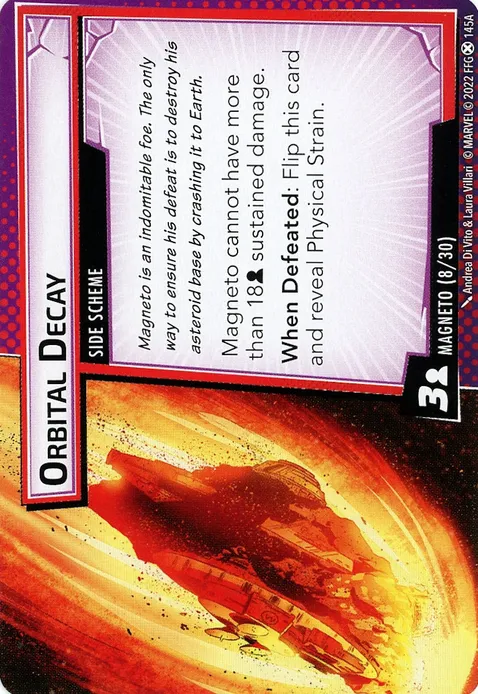 ORBITAL DECAY
SIDE SCHEME
Magneto is an indomitable foe. The only
way to ensure his defeat is to destroy his
asteroid base by crashing it to Earth.
Magneto cannot have more
than 18 sustained damage.
When Defeated: Flip this card
and reveal Physical Strain.
3
MAGNETO (8/30)
Andrea Di Vito & Laura Villari © MARVEL © 2022 FFG 145A